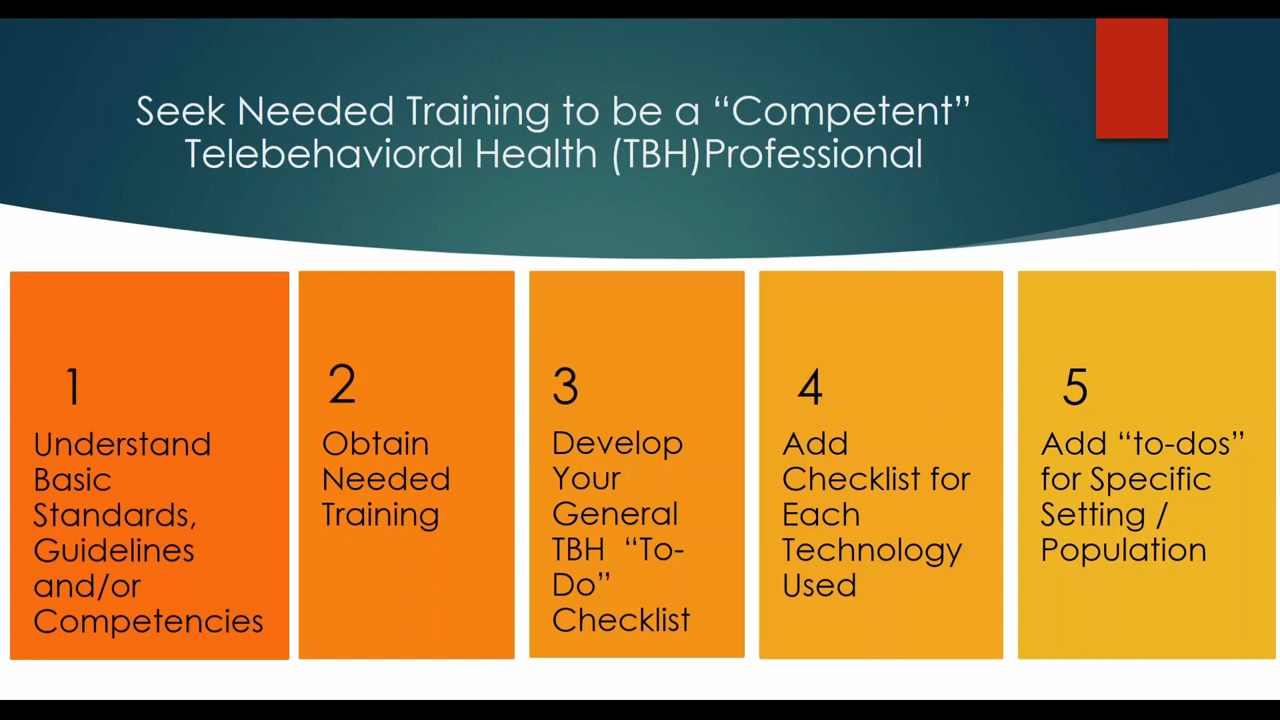 Seek Needed Training to be a “Competent”
Telebehavioral Health (TBH)Professional
1
Understand
Basic
Standards,
Guidelines
and/or
Competencies
2
Obtain
Needed
Training
3
Develop
Your
General
TBH “To-
Do”
Checklist
4
Add
Checklist for
Each
Technology
Used
5
Add “to-dos”
for Specific
Setting /
Population